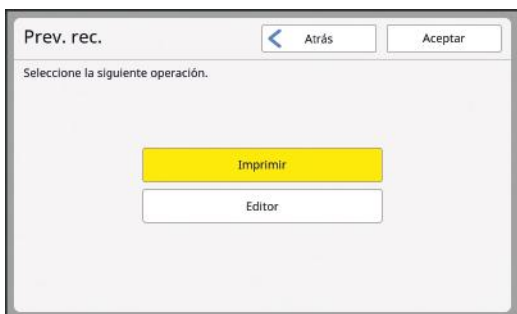 Prev. rec.
Atrás
Aceptar
Seleccione la siguiente operación.
Imprimir
Editor